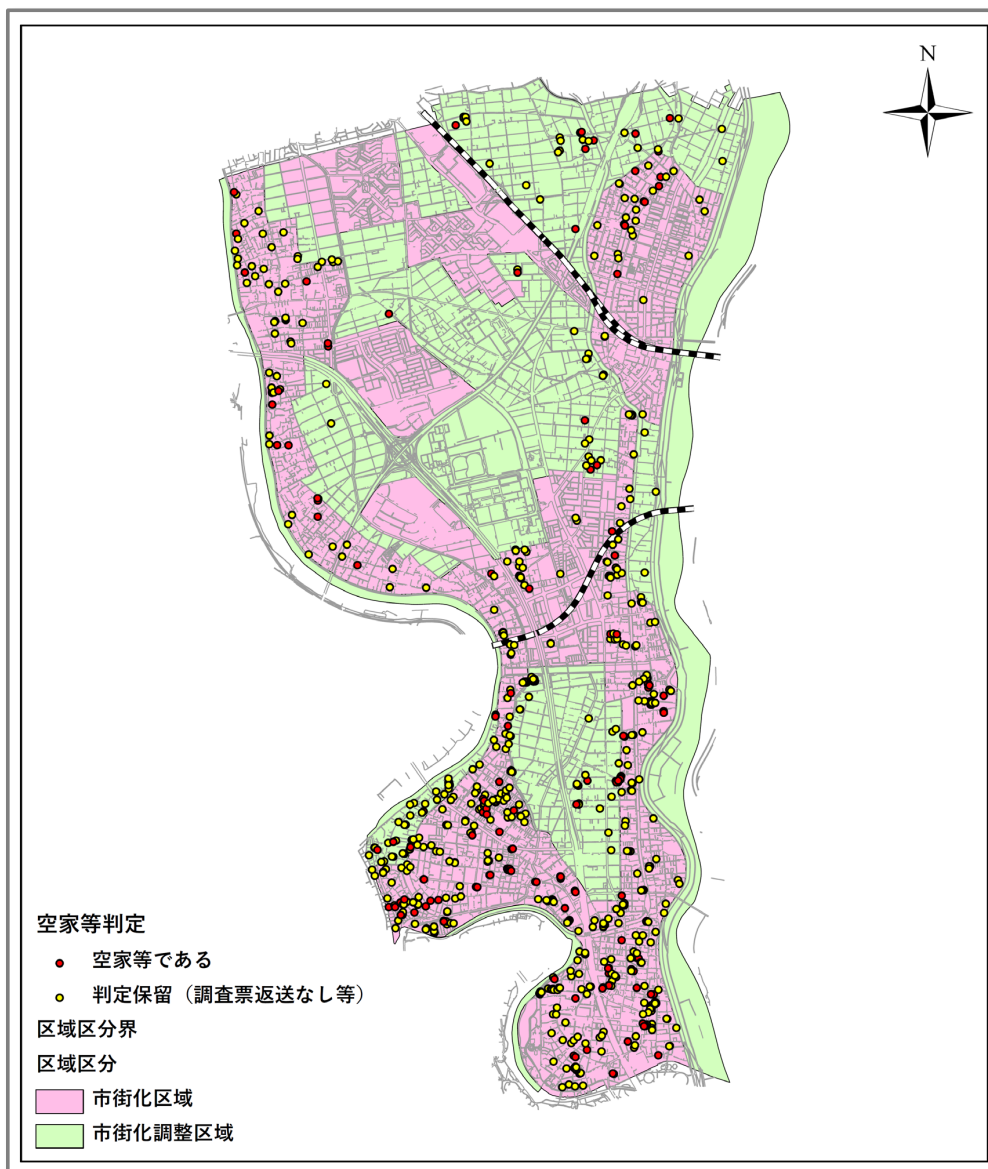 N
空家等判定
空家等である
判定保留（調査票返送なし等）
区域区分界
区域区分
市街化区域
市街化調整区域